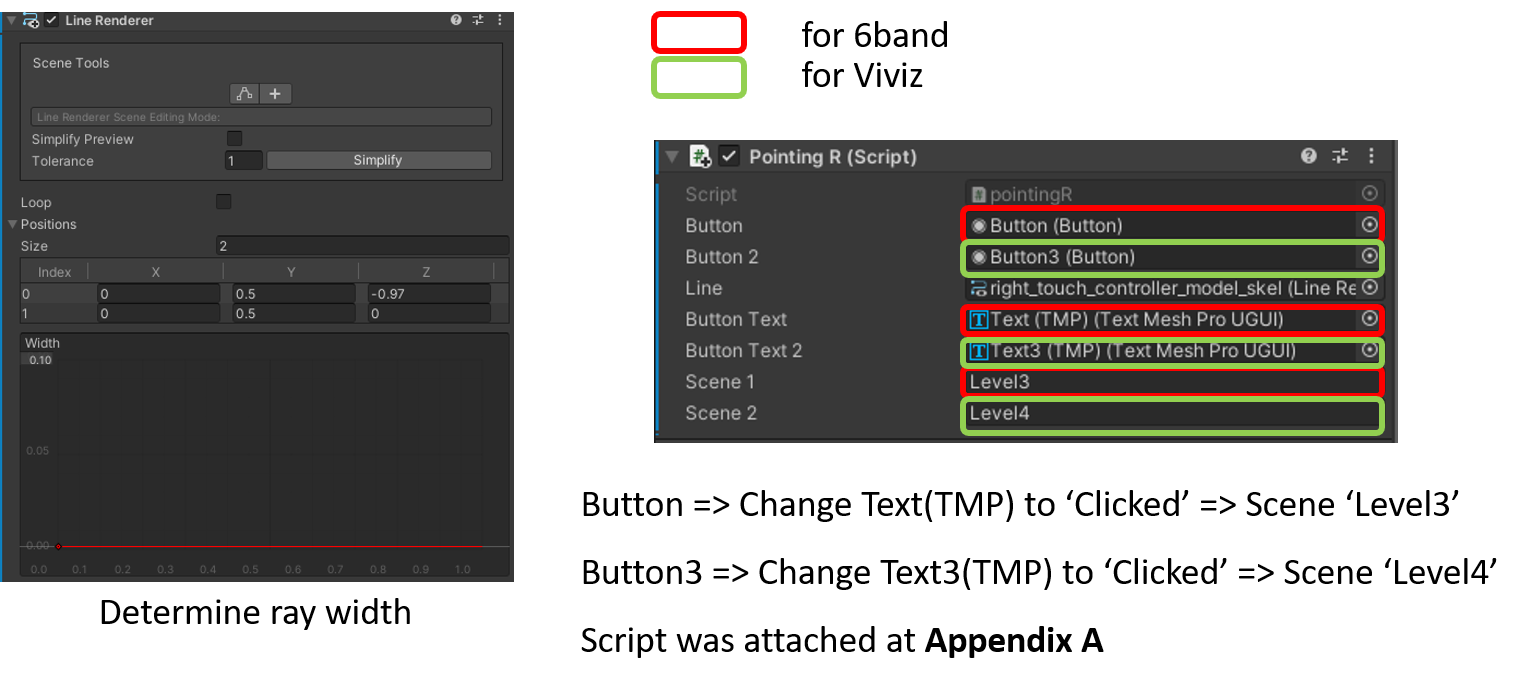 Line Renderer
Scene Tools
Line Renderer Scene Editing Mode:
Simplify Preview
Tolerance 1 Simplify
Loop
Positions
Size 2
Index X Y Z
0 0 0.5 -0.97
1 0 0.5 0
Width
0.10
0.05
0.00
0.0 0.1 0.2 0.3 0.4 0.5 0.6 0.7 0.8 0.9 1.0
Determine ray width
for 6band
for Viviz
Pointing R (Script)
Script pointingR
Button Button (Button)
Button 2 Button3 (Button)
Line right_touch_controller_model_skel (Line Re
Button Text Text (TMP) (Text Mesh Pro UGUI)
Button Text 2 Text3 (TMP) (Text Mesh Pro UGUI)
Scene 1 Level3
Scene 2 Level4
Button => Change Text(TMP) to ‘Clicked’ => Scene ‘Level3’
Button3 => Change Text3(TMP) to ‘Clicked’ => Scene ‘Level4’
Script was attached at Appendix A